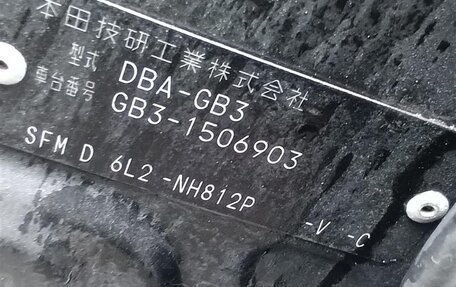 本田技研工業株式会社
型式 DBA-GB3
車台番号 GB3-1506903
SFM D 6L2 -NH812P -V -C